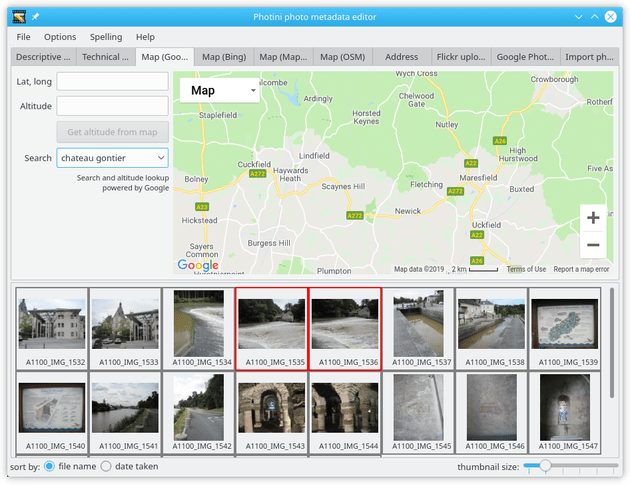 Photini photo metadata editor
File Options Spelling Help
Descriptive ... Technical ... Map (Goo... Map (Bing) Map (Map... Map (OSM) Address Flickr uplo... Google Phot... Import ph...
Lat, long
Altitude
Get altitude from map
Search chateau gontier
Search and altitude lookup
powered by Google
Map
Wych Cross
Crowborough
Ardingly
Chelwood
Gate
Rotherf
Staplefield
Horsted
Keynes
Nutley
A26
High
Hurstwood
Lindfield
A22
Five As
Cuckfield
Haywards
Heath
A272
Bolney
Scaynes Hill
Fletching
Maresfield
A272
Buxted
A23
A272
Newick
Hickstead
Uckfield
A22
Burgess Hill
Sayers
Common
A26
Plumpton
+
−
Google
Map data ©2019 2 km Terms of Use Report a map error
A1100_IMG_1532 A1100_IMG_1533 A1100_IMG_1534 A1100_IMG_1535 A1100_IMG_1536 A1100_IMG_1537 A1100_IMG_1538 A1100_IMG_1539
A1100_IMG_1540 A1100_IMG_1541 A1100_IMG_1542 A1100_IMG_1543 A1100_IMG_1544 A1100_IMG_1545 A1100_IMG_1546 A1100_IMG_1547
sort by: file name date taken thumbnail size: